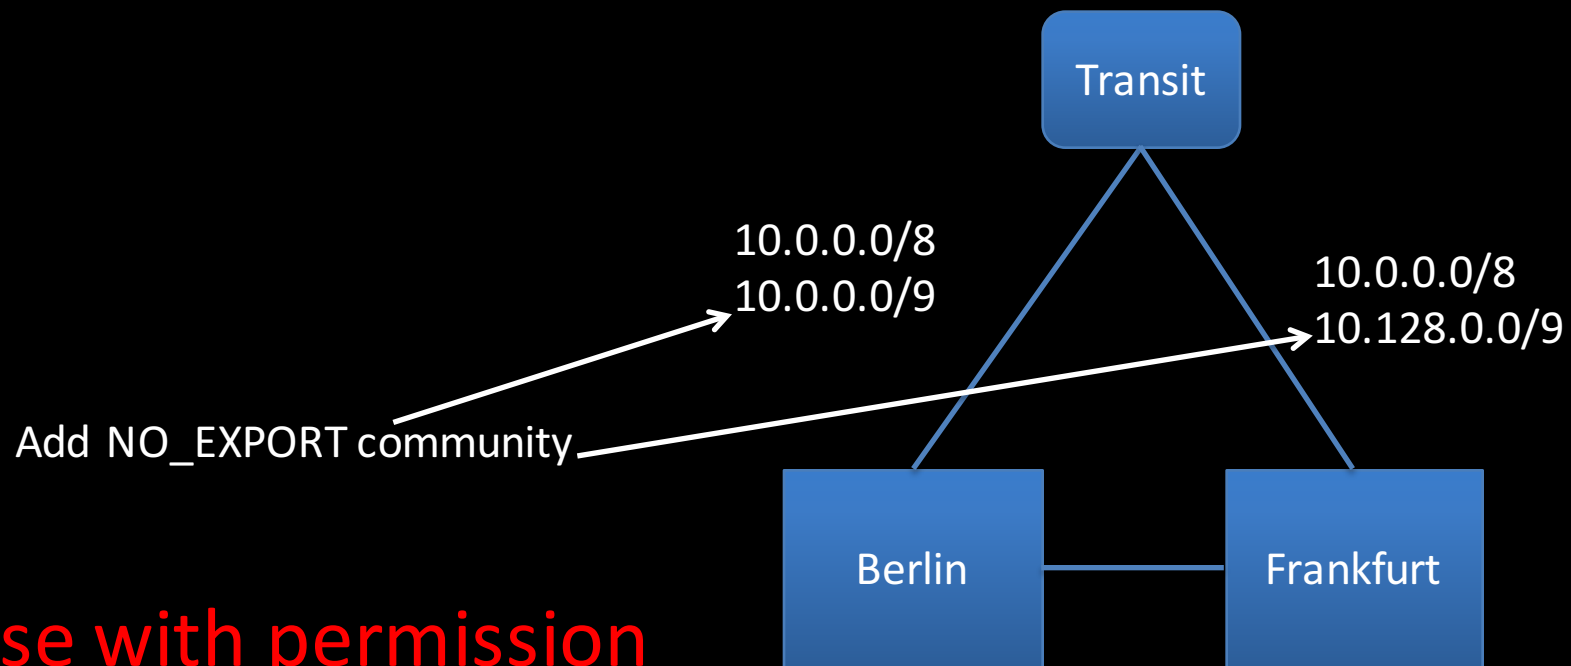 Transit
10.0.0.0/8
10.0.0.0/9
10.0.0.0/8
10.128.0.0/9
Add NO_EXPORT community
Berlin
Frankfurt
se with permission